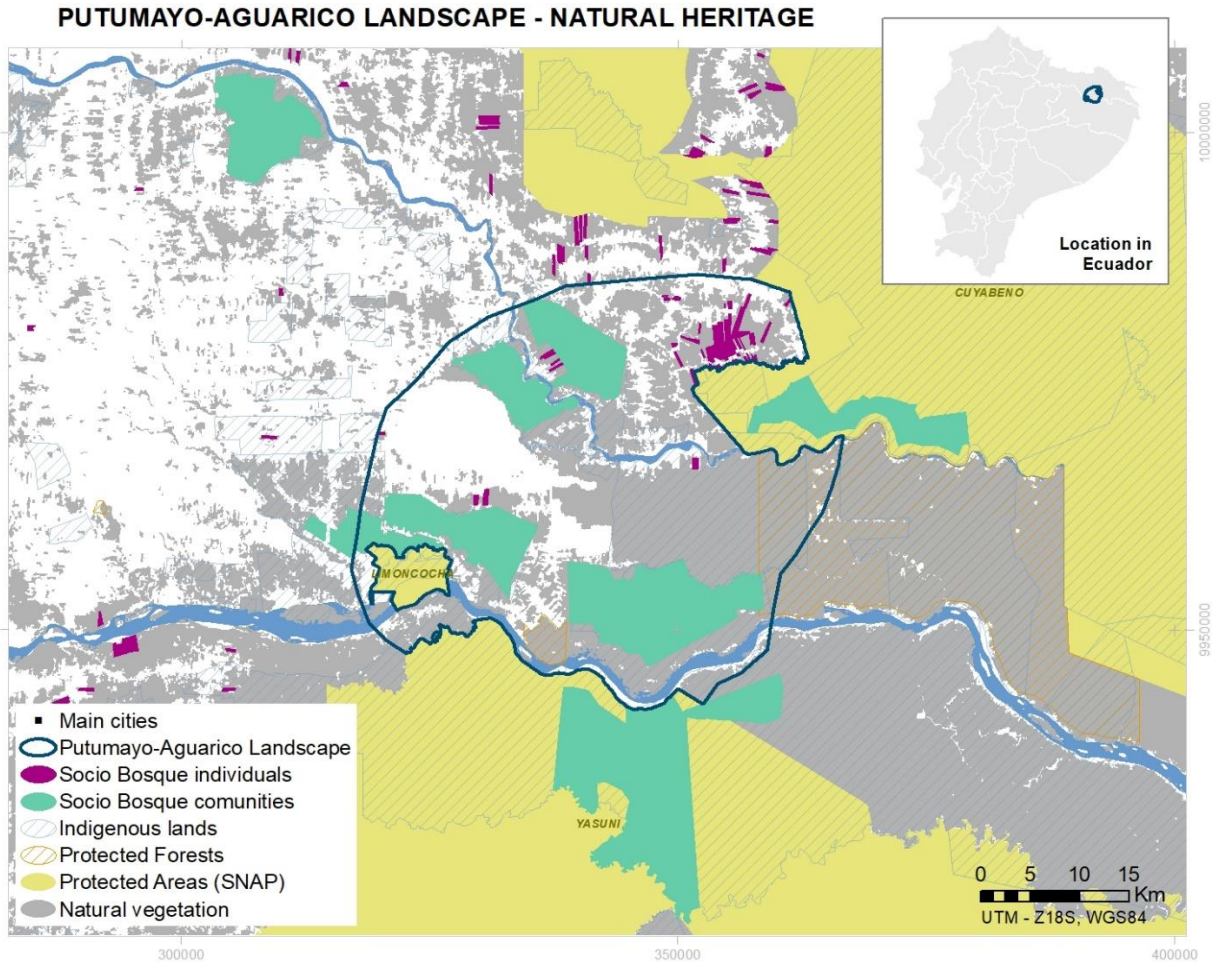 PUTUMAYO-AGUARICO LANDSCAPE - NATURAL HERITAGE
Location in
Ecuador
CUYABENO
10000000
LIMONCOCHA
9950000
Main cities
Putumayo-Aguarico Landscape
Socio Bosque individuals
Socio Bosque comunities
Indigenous lands
Protected Forests
Protected Areas (SNAP)
Natural vegetation
YASUNI
0 5 10 15
Km
UTM - Z18S; WGS84
300000
350000
400000